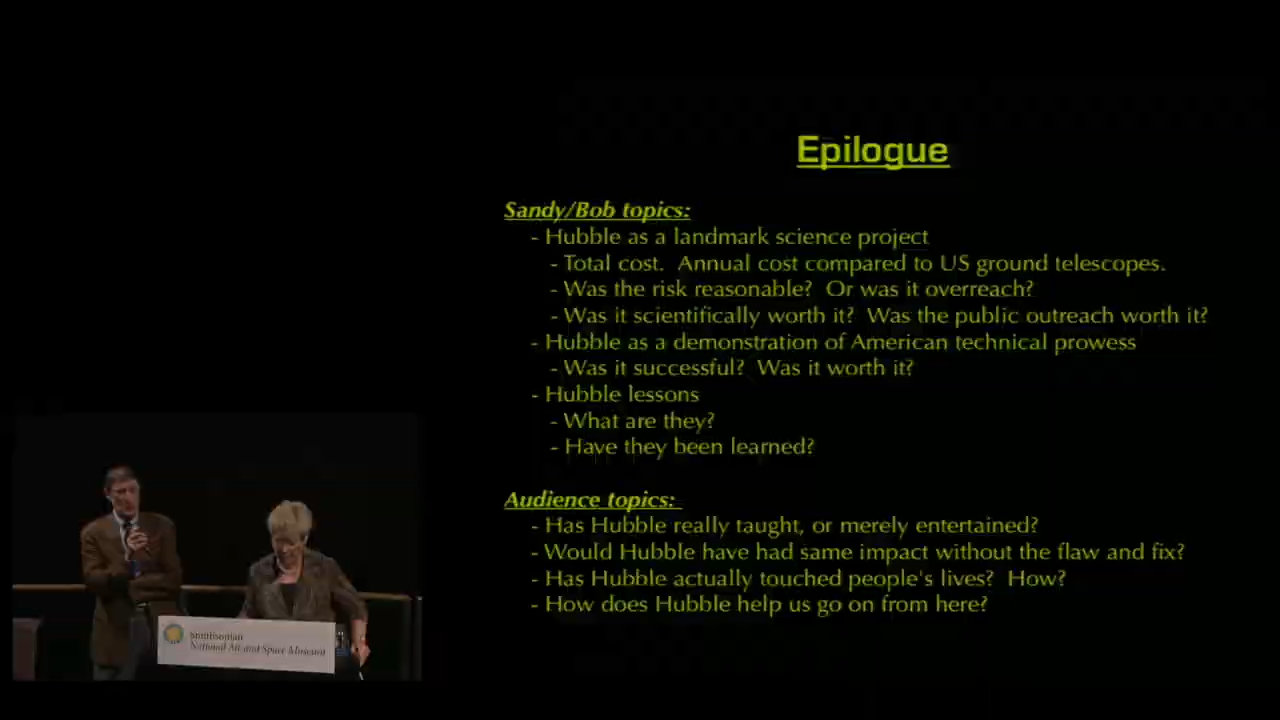 Epilogue
Sandy/Bob topics:
- Hubble as a landmark science project
- Total cost.  Annual cost compared to US ground telescopes.
- Was the risk reasonable?  Or was it overreach?
- Was it scientifically worth it?  Was the public outreach worth it?
- Hubble as a demonstration of American technical prowess
- Was it successful?  Was it worth it?
- Hubble lessons
- What are they?
- Have they been learned?
Audience topics:
- Has Hubble really taught, or merely entertained?
- Would Hubble have had same impact without the flaw and fix?
- Has Hubble actually touched people's lives?  How?
- How does Hubble help us go on from here?
Smithsonian
National Air and Space Museum